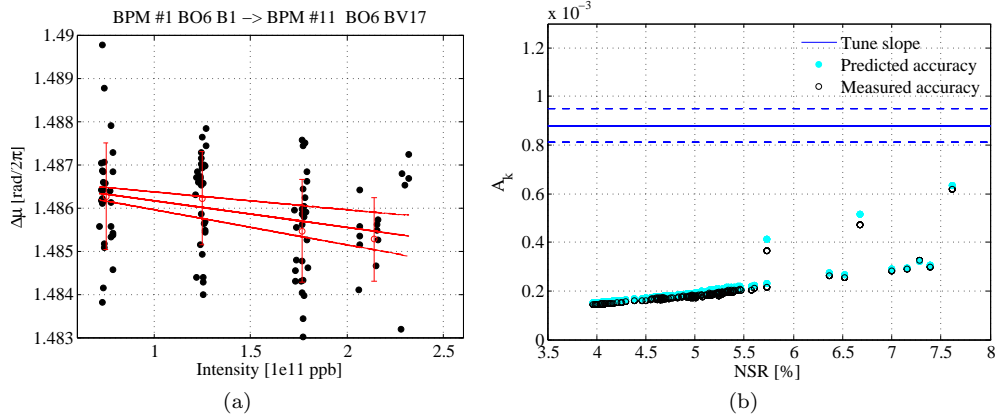 BPM #1 BO6 B1 −> BPM #11 BO6 BV17
1.49
1.489
1.488
1.487
1.486
1.485
1.484
1.483
Δμ [rad/2π]
1
1.5
2
2.5
Intensity [1e11 ppb]
(a)
x 10⁻³
1.2
1
0.8
0.6
0.4
0.2
0
A_k
Tune slope
Predicted accuracy
Measured accuracy
3.5
4
4.5
5
5.5
6
6.5
7
7.5
8
NSR [%]
(b)